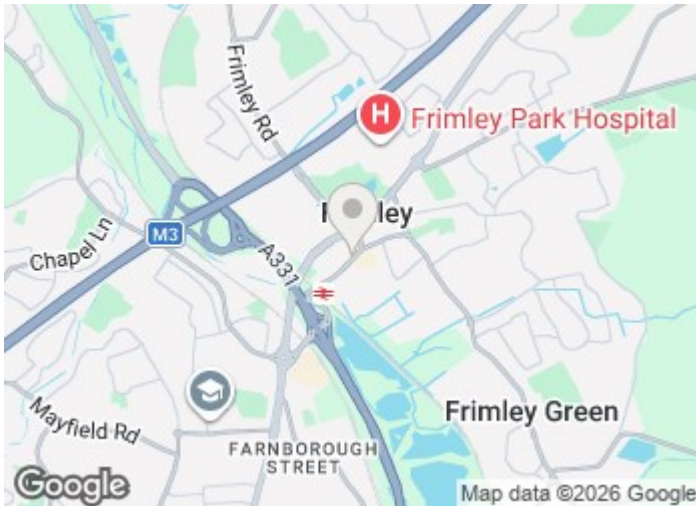 Frimley Rd
H
Frimley Park Hospital
M3
Chapel Ln
A331
Frimley Green
Mayfield Rd
FARNBOROUGH
STREET
Google
Map data ©2026 Google